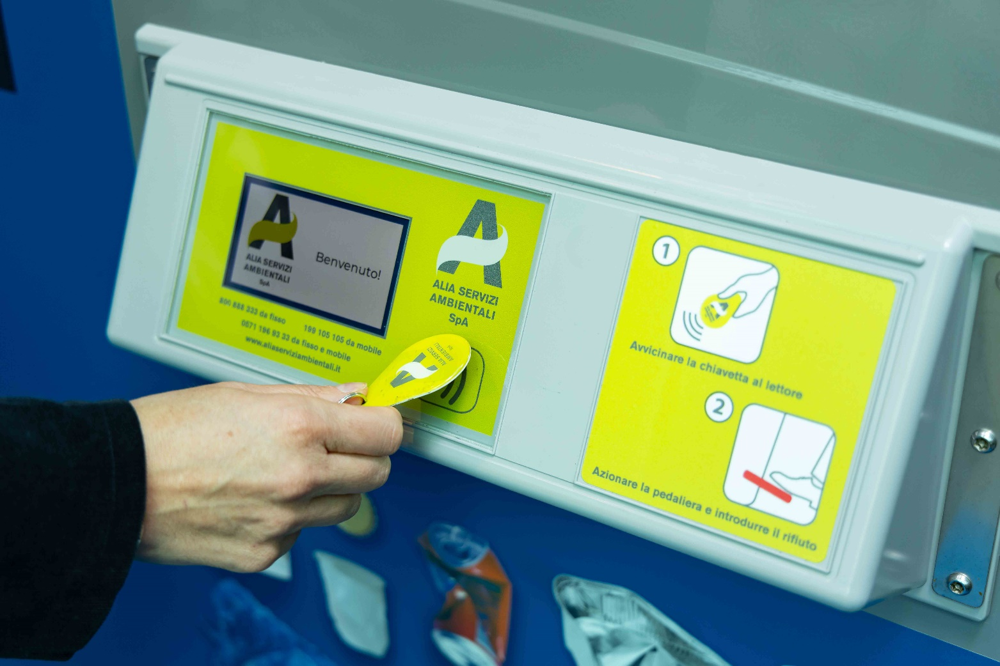 ALIA SERVIZI
AMBIENTALI
SpA
Benvenuto!
800 888 333 da fisso
199 105 105 da mobile
0571 196 93 33 da fisso e mobile
www.aliaserviziambientali.it
ALIA SERVIZI
AMBIENTALI
SpA
ALIA SERVIZI
AMBIENTALI
SpA
1
Avvicinare la chiavetta al lettore
2
Azionare la pedaliera e introdurre il rifiuto